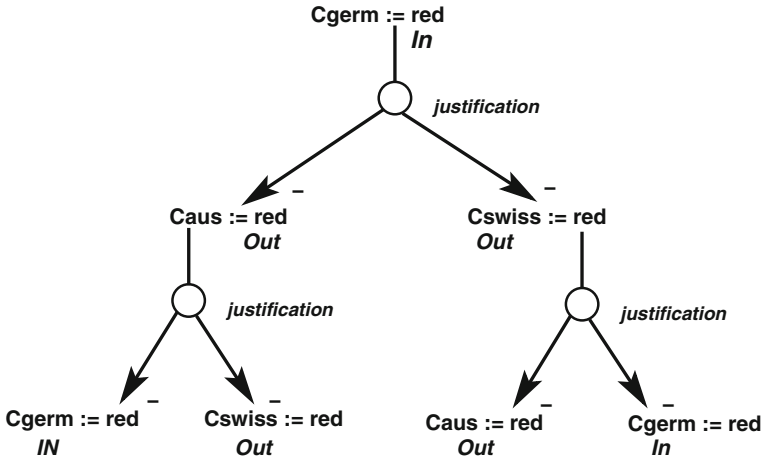 Cgerm := red
In
justification
–
–
Caus := red
Cswiss := red
Out
Out
justification
justification
–
–
–
–
Cgerm := red
Cswiss := red
Caus := red
Cgerm := red
IN
Out
Out
In